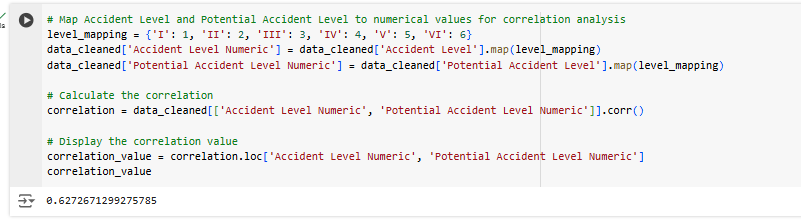 # Map Accident Level and Potential Accident Level to numerical values for correlation analysis
level_mapping = {'I': 1, 'II': 2, 'III': 3, 'IV': 4, 'V': 5, 'VI': 6}
data_cleaned['Accident Level Numeric'] = data_cleaned['Accident Level'].map(level_mapping)
data_cleaned['Potential Accident Level Numeric'] = data_cleaned['Potential Accident Level'].map(level_mapping)
# Calculate the correlation
correlation = data_cleaned[['Accident Level Numeric', 'Potential Accident Level Numeric']].corr()
# Display the correlation value
correlation_value = correlation.loc['Accident Level Numeric', 'Potential Accident Level Numeric']
correlation_value
0.6272671299275785